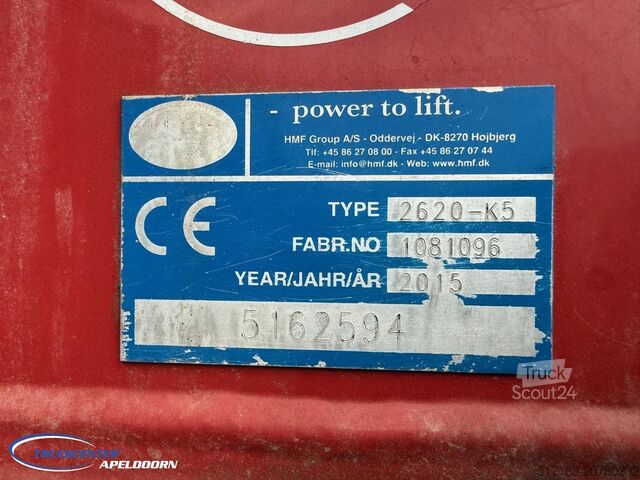 - power to lift.
HMF Group A/S - Oddervej - DK-8270 Hojbjerg
Tlf: +45 86 27 08 00 - Fax +45 86 27 07 44
E-mail: info@hmf.dk - Web: www.hmf.dk
CE
TYPE 2620-K5
FABR.NO 1081096
YEAR/JAHR/ÅR 2015
5162594
Truck
Scout24
TRUCKCENTER
APELDOORN